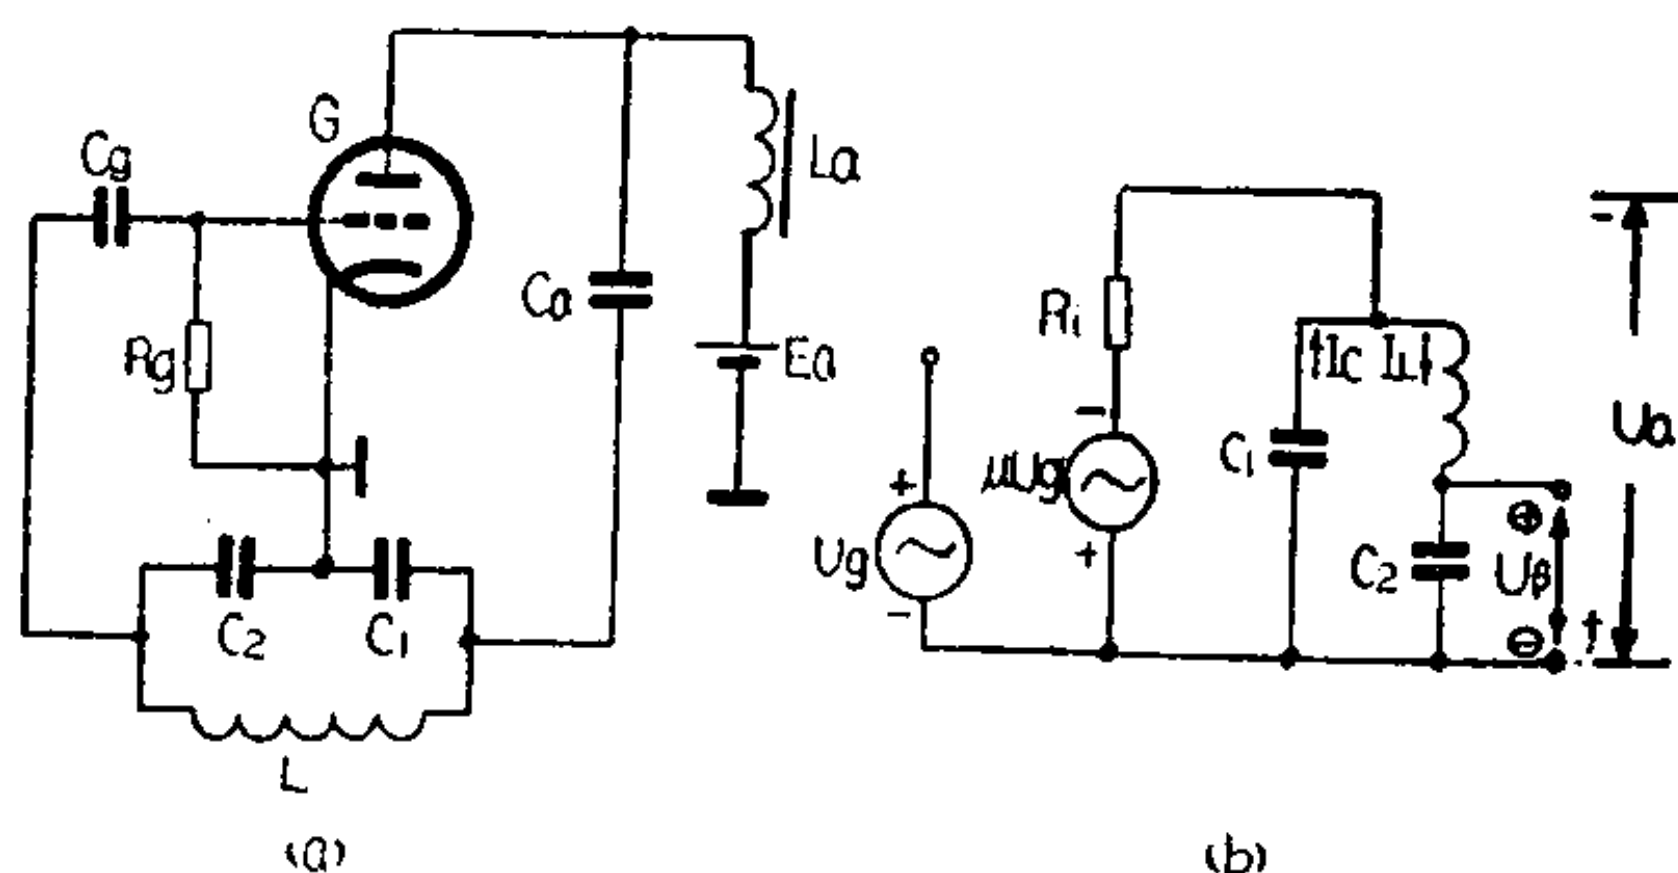 G
Cg
La
Ca
Rg
Ea
C2
C1
L
(a)
Ri
Ic
IL
-
Ua
C1
-
+
μUg
Ug
+
-
⊕
C2
Uβ
⊖
+
(b)